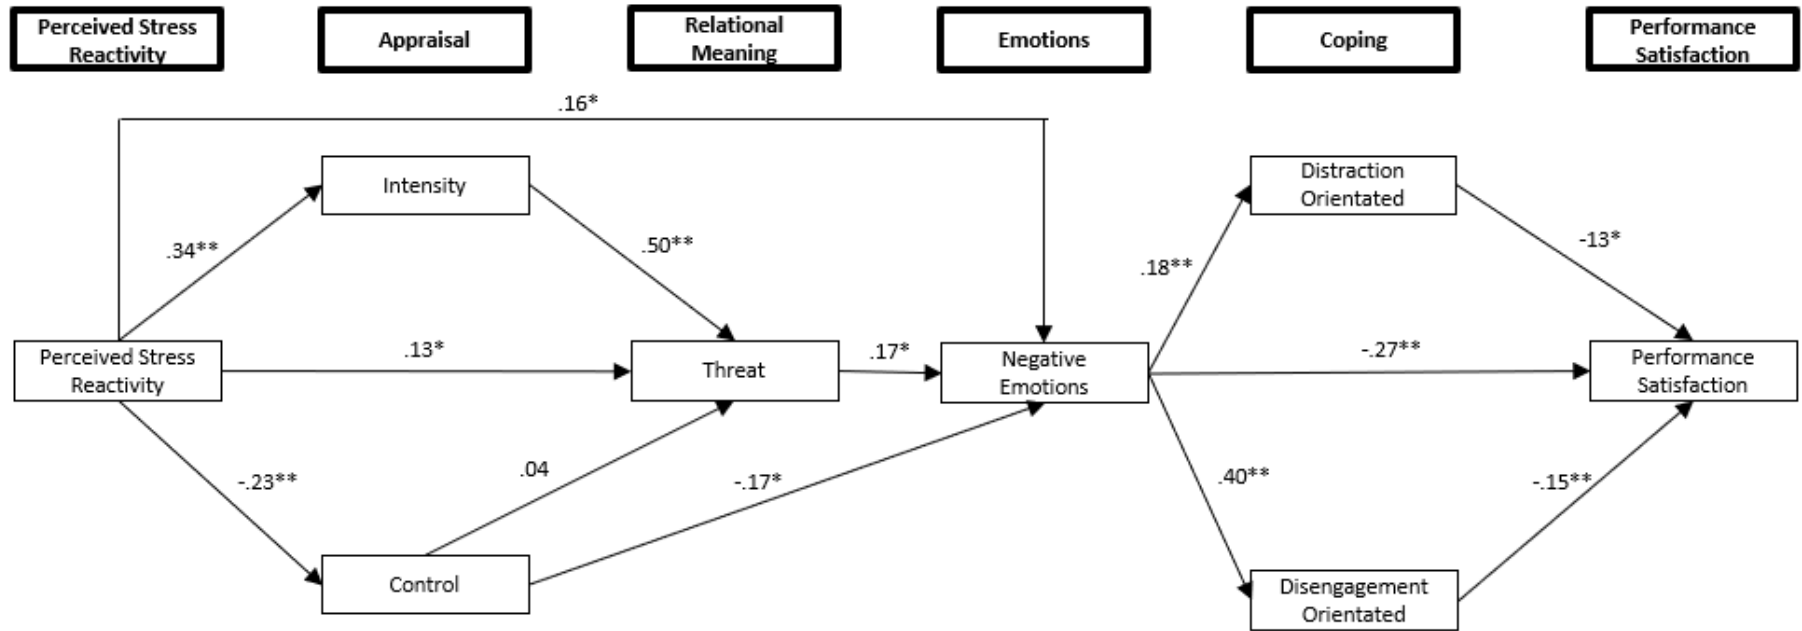 Perceived Stress
Reactivity
Appraisal
Relational
Meaning
Emotions
Coping
Performance
Satisfaction
.16*
Intensity
Distraction
Orientated
.34**
.50**
.18**
-13*
Perceived Stress
Reactivity
.13*
Threat
.17*
Negative
Emotions
-.27**
Performance
Satisfaction
-.23**
.04
-.17*
.40**
-.15**
Control
Disengagement
Orientated